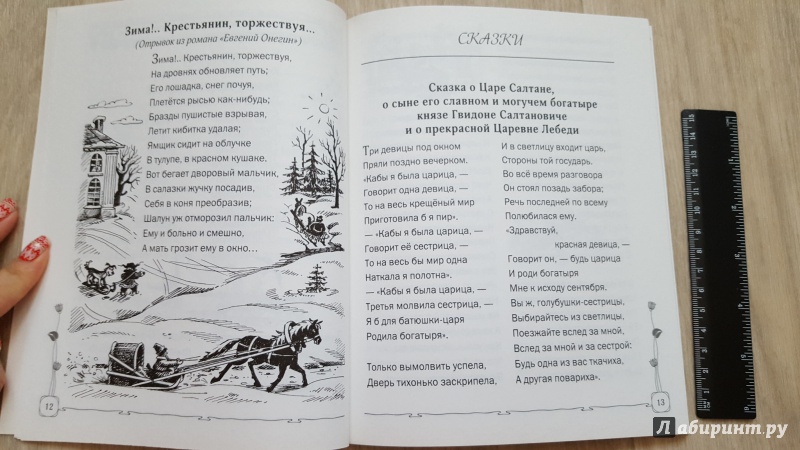 Зима!.. Крестьянин, торжествуя...
(Отрывок из романа «Евгений Онегин»)
Зима!.. Крестьянин, торжествуя,
На дровнях обновляет путь;
Его лошадка, снег почуя,
Плетётся рысью как-нибудь;
Бразды пушистые взрывая,
Летит кибитка удалая;
Ямщик сидит на облучке
В тулупе, в красном кушаке.
Вот бегает дворовый мальчик,
В салазки жучку посадив,
Себя в коня преобразив;
Шалун уж отморозил пальчик:
Ему и больно и смешно,
А мать грозит ему в окно...
12
СКАЗКИ
Сказка о Царе Салтане,
о сыне его славном и могучем богатыре
князе Гвидоне Салтановиче
и о прекрасной Царевне Лебеди
Три девицы под окном
Пряли поздно вечерком.
«Кабы я была царица, —
Говорит одна девица, —
То на весь крещёный мир
Приготовила б я пир».
— «Кабы я была царица, —
Говорит её сестрица, —
То на весь бы мир одна
Наткала я полотна».
— «Кабы я была царица, —
Третья молвила сестрица, —
Я б для батюшки-царя
Родила богатыря».
Только вымолвить успела,
Дверь тихонько заскрипела,
И в светлицу входит царь,
Стороны той государь.
Во всё время разговора
Он стоял позадь забора;
Речь последней по всему
Полюбилася ему.
«Здравствуй,
красная девица, —
Говорит он, — будь царица
И роди богатыря
Мне к исходу сентября.
Вы ж, голубушки-сестрицы,
Выбирайтесь из светлицы,
Поезжайте вслед за мной,
Вслед за мной и за сестрой:
Будь одна из вас ткачиха,
А другая повариха».
13
Лабиринт.ру